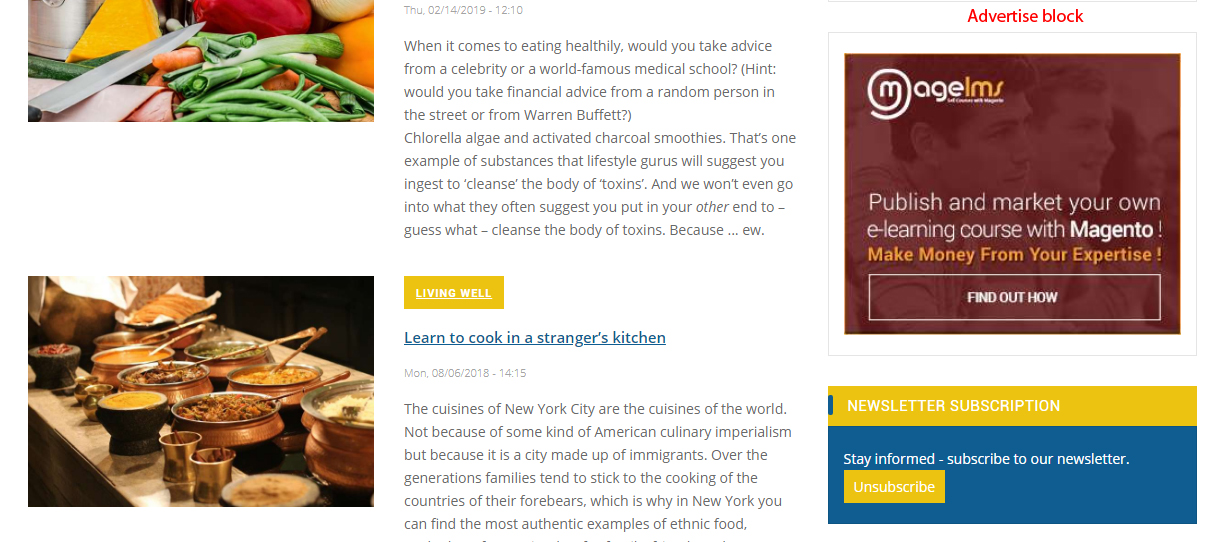 Thu, 02/14/2019 - 12:10
When it comes to eating healthily, would you take advice
from a celebrity or a world-famous medical school? (Hint:
would you take financial advice from a random person in
the street or from Warren Buffett?)
Chlorella algae and activated charcoal smoothies. That’s one
example of substances that lifestyle gurus will suggest you
ingest to ‘cleanse’ the body of ‘toxins’. And we won’t even go
into what they often suggest you put in your other end to –
guess what – cleanse the body of toxins. Because … ew.
LIVING WELL
Learn to cook in a stranger’s kitchen
Mon, 08/06/2018 - 14:15
The cuisines of New York City are the cuisines of the world.
Not because of some kind of American culinary imperialism
but because it is a city made up of immigrants. Over the
generations families tend to stick to the cooking of the
countries of their forebears, which is why in New York you
can find the most authentic examples of ethnic food,
Advertise block
magelms
Sell Courses with Magento
Publish and market your own
e-learning course with Magento !
Make Money From Your Expertise !
FIND OUT HOW
NEWSLETTER SUBSCRIPTION
Stay informed - subscribe to our newsletter.
Unsubscribe